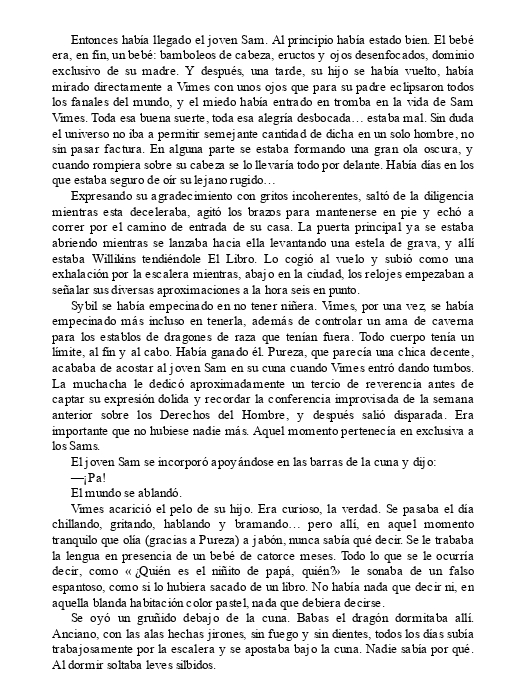 Entonces había llegado el joven Sam. Al principio había estado bien. El bebé
era, en fin, un bebé: bamboleos de cabeza, eructos y ojos desenfocados, dominio
exclusivo de su madre. Y después, una tarde, su hijo se había vuelto, había
mirado directamente a Vimes con unos ojos que para su padre eclipsaron todos
los fanales del mundo, y el miedo había entrado en tromba en la vida de Sam
Vimes. Toda esa buena suerte, toda esa alegría desbocada… estaba mal. Sin duda
el universo no iba a permitir semejante cantidad de dicha en un solo hombre, no
sin pasar factura. En alguna parte se estaba formando una gran ola oscura, y
cuando rompiera sobre su cabeza se lo llevaría todo por delante. Había días en los
que estaba seguro de oír su lejano rugido…
Expresando su agradecimiento con gritos incoherentes, saltó de la diligencia
mientras esta deceleraba, agitó los brazos para mantenerse en pie y echó a
correr por el camino de entrada de su casa. La puerta principal ya se estaba
abriendo mientras se lanzaba hacia ella levantando una estela de grava, y allí
estaba Willikins tendiéndole El Libro. Lo cogió al vuelo y subió como una
exhalación por la escalera mientras, abajo en la ciudad, los relojes empezaban a
señalar sus diversas aproximaciones a la hora seis en punto.
Sybil se había empecinado en no tener niñera. Vimes, por una vez, se había
empecinado más incluso en tenerla, además de controlar un ama de caverna
para los establos de dragones de raza que tenían fuera. Todo cuerpo tenía un
límite, al fin y al cabo. Había ganado él. Pureza, que parecía una chica decente,
acababa de acostar al joven Sam en su cuna cuando Vimes entró dando tumbos.
La muchacha le dedicó aproximadamente un tercio de reverencia antes de
captar su expresión dolida y recordar la conferencia improvisada de la semana
anterior sobre los Derechos del Hombre, y después salió disparada. Era
importante que no hubiese nadie más. Aquel momento pertenecía en exclusiva a
los Sams.
El joven Sam se incorporó apoyándose en las barras de la cuna y dijo:
—¡Pa!
El mundo se ablandó.
Vimes acarició el pelo de su hijo. Era curioso, la verdad. Se pasaba el día
chillando, gritando, hablando y bramando… pero allí, en aquel momento
tranquilo que olía (gracias a Pureza) a jabón, nunca sabía qué decir. Se le trababa
la lengua en presencia de un bebé de catorce meses. Todo lo que se le ocurría
decir, como «¿Quién es el niñito de papá, quién?» le sonaba de un falso
espantoso, como si lo hubiera sacado de un libro. No había nada que decir ni, en
aquella blanda habitación color pastel, nada que debiera decirse.
Se oyó un gruñido debajo de la cuna. Babas el dragón dormitaba allí.
Anciano, con las alas hechas jirones, sin fuego y sin dientes, todos los días subía
trabajosamente por la escalera y se apostaba bajo la cuna. Nadie sabía por qué.
Al dormir soltaba leves silbidos.